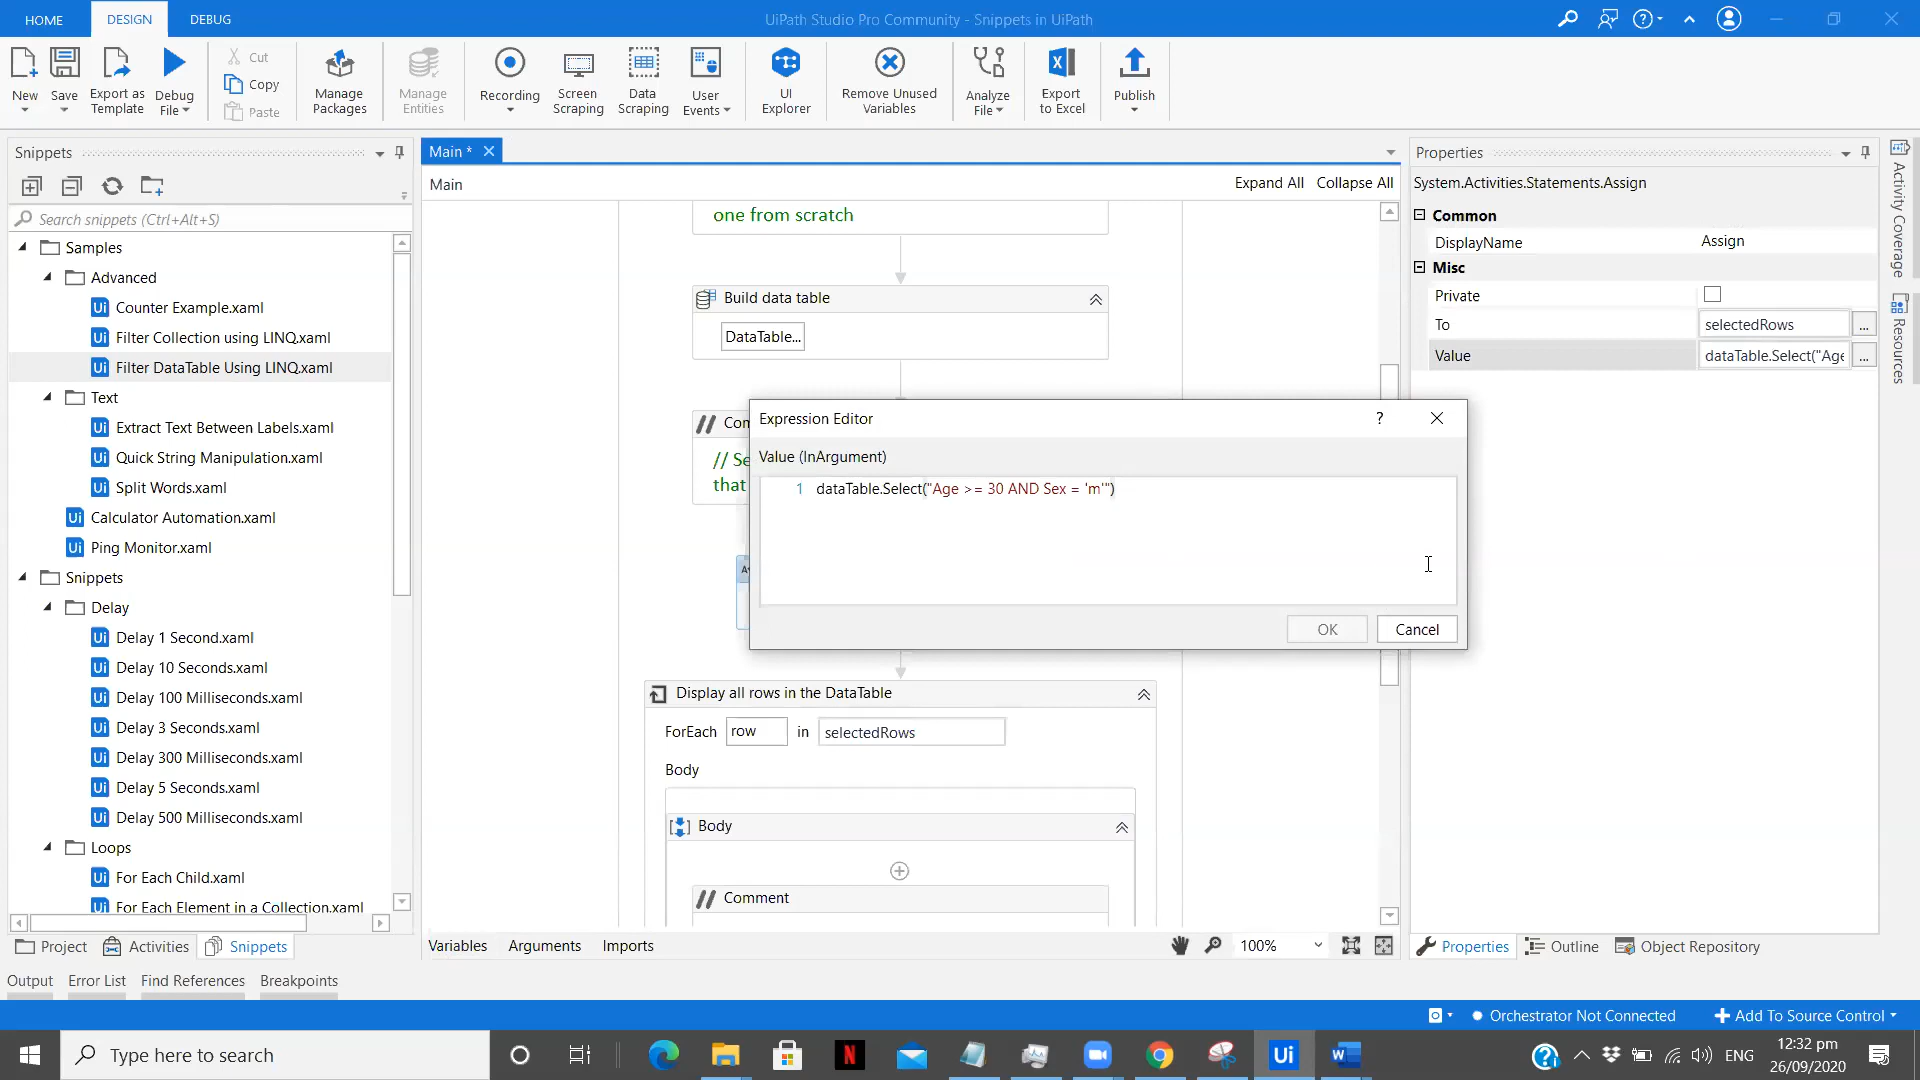 HOME
DESIGN
DEBUG
UiPath Studio Pro Community - Snippets in UiPath
New
Save
Export as
Template
Debug
File
Cut
Copy
Paste
Manage
Packages
Manage
Entities
Recording
Screen
Scraping
Data
Scraping
User
Events
UI
Explorer
Remove Unused
Variables
Analyze
File
Export
to Excel
Publish
Snippets
Search snippets (Ctrl+Alt+S)
Samples
Advanced
Counter Example.xaml
Filter Collection using LINQ.xaml
Filter DataTable Using LINQ.xaml
Text
Extract Text Between Labels.xaml
Quick String Manipulation.xaml
Split Words.xaml
Calculator Automation.xaml
Ping Monitor.xaml
Snippets
Delay
Delay 1 Second.xaml
Delay 10 Seconds.xaml
Delay 100 Milliseconds.xaml
Delay 3 Seconds.xaml
Delay 300 Milliseconds.xaml
Delay 5 Seconds.xaml
Delay 500 Milliseconds.xaml
Loops
For Each Child.xaml
For Each Element in a Collection.xaml
Project
Activities
Snippets
Main *
Main
Expand All
Collapse All
one from scratch
Build data table
DataTable...
// Se
that
Expression Editor
?
Value (InArgument)
1 dataTable.Select("Age >= 30 AND Sex = 'm'")
OK
Cancel
Display all rows in the DataTable
ForEach row in selectedRows
Body
Body
Comment
Variables
Arguments
Imports
100%
Properties
System.Activities.Statements.Assign
Common
DisplayName Assign
Misc
Private
To selectedRows ...
Value dataTable.Select("Age ...
Activity Coverage
Resources
Properties
Outline
Object Repository
Output
Error List
Find References
Breakpoints
Orchestrator Not Connected
Add To Source Control
Type here to search
ENG
12:32 pm
26/09/2020